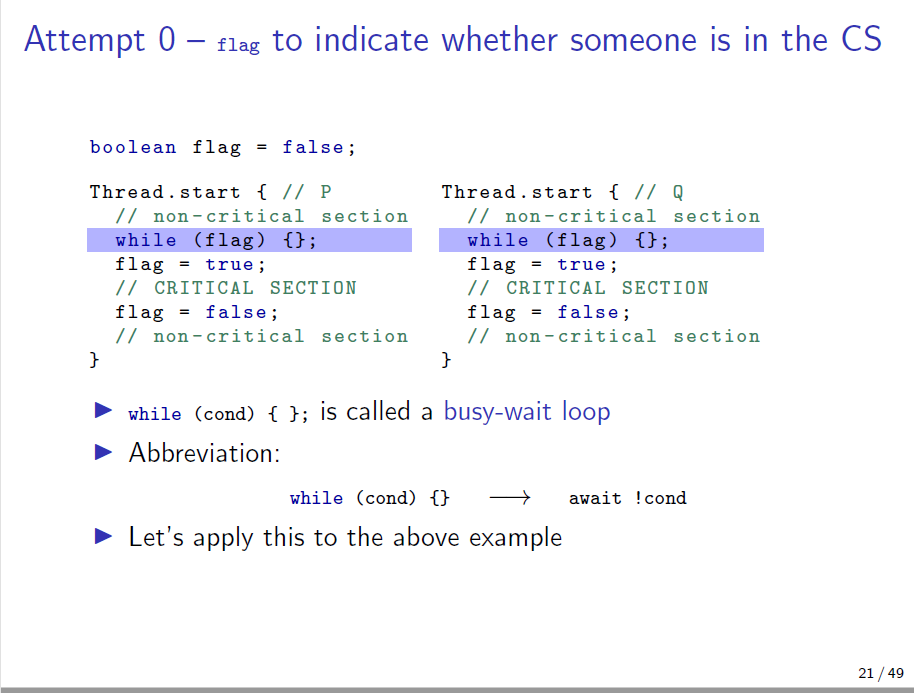 Attempt 0 – flag to indicate whether someone is in the CS
boolean flag = false;
Thread.start { // P
// non-critical section
while (flag) {};
flag = true;
// CRITICAL SECTION
flag = false;
// non-critical section
}
Thread.start { // Q
// non-critical section
while (flag) {};
flag = true;
// CRITICAL SECTION
flag = false;
// non-critical section
}
▶ while (cond) { }; is called a busy-wait loop
▶ Abbreviation:
while (cond) {} ⟶ await !cond
▶ Let's apply this to the above example
21 / 49